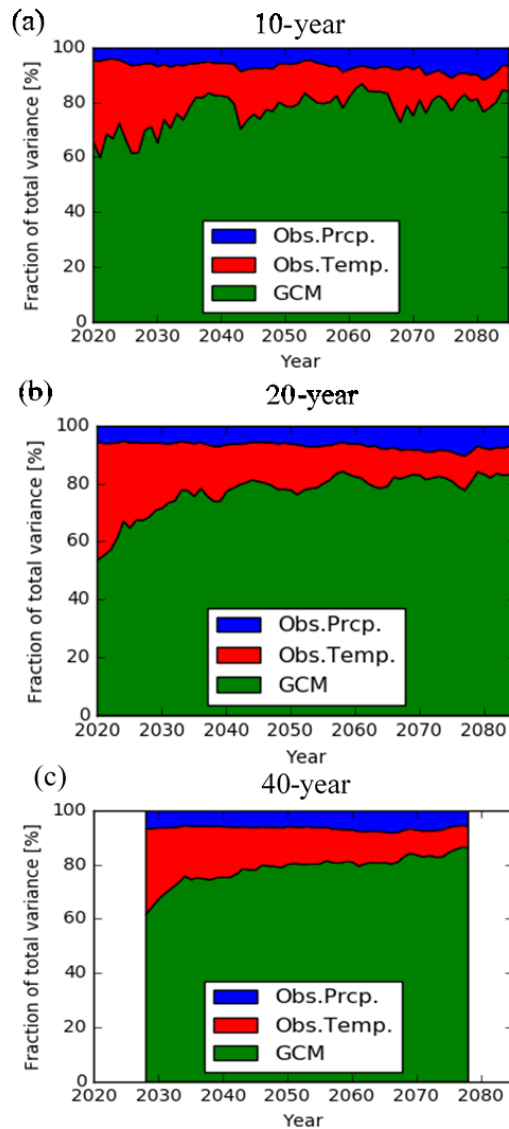 (a)
10-year
Fraction of total variance [%]
100
80
60
40
20
0
Obs.Prcp.
Obs.Temp.
GCM
2020 2030 2040 2050 2060 2070 2080
Year
(b)
20-year
Fraction of total variance [%]
100
80
60
40
20
0
Obs.Prcp.
Obs.Temp.
GCM
2020 2030 2040 2050 2060 2070 2080
Year
(c)
40-year
Fraction of total variance [%]
100
80
60
40
20
0
Obs.Prcp.
Obs.Temp.
GCM
2020 2030 2040 2050 2060 2070 2080
Year